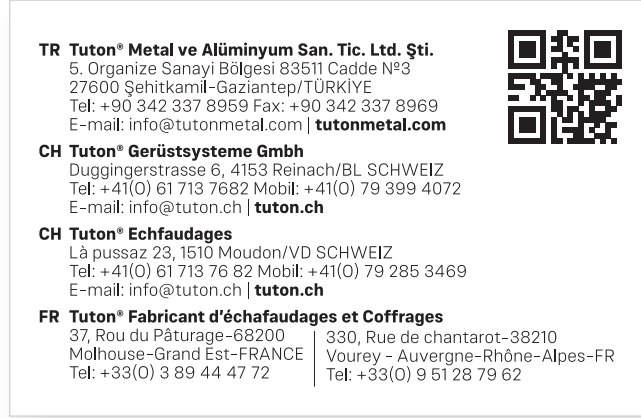 TR Tuton® Metal ve Alüminyum San. Tic. Ltd. Şti.
5. Organize Sanayi Bölgesi 83511 Cadde Nº3
27600 Şehitkamil-Gaziantep/TÜRKİYE
Tel: +90 342 337 8959 Fax: +90 342 337 8969
E-mail: info@tutonmetal.com | tutonmetal.com
CH Tuton® Gerüstsysteme Gmbh
Duggingerstrasse 6, 4153 Reinach/BL SCHWEIZ
Tel: +41(0) 61 713 7682 Mobil: +41(0) 79 399 4072
E-mail: info@tuton.ch | tuton.ch
CH Tuton® Echfaudages
Là pussaz 23, 1510 Moudon/VD SCHWEIZ
Tel: +41(0) 61 713 76 82 Mobil: +41(0) 79 285 3469
E-mail: info@tuton.ch | tuton.ch
FR Tuton® Fabricant d'échafaudages et Coffrages
37, Rou du Pâturage-68200
Molhouse-Grand Est-FRANCE
Tel: +33(0) 3 89 44 47 72
330, Rue de chantarot-38210
Vourey - Auvergne-Rhône-Alpes-FR
Tel: +33(0) 9 51 28 79 62